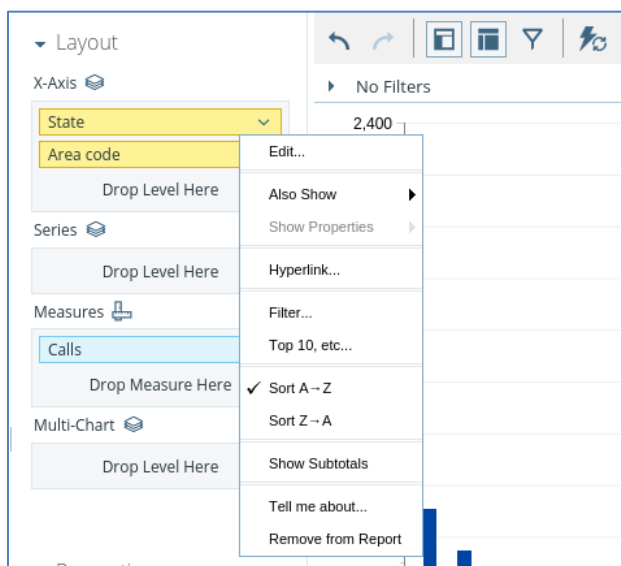 Layout
X-Axis
State
Area code
Drop Level Here
Series
Drop Level Here
Measures
Calls
Drop Measure Here
Multi-Chart
Drop Level Here
No Filters
2,400
Edit...
Also Show
Show Properties
Hyperlink...
Filter...
Top 10, etc...
Sort A→Z
Sort Z→A
Show Subtotals
Tell me about...
Remove from Report